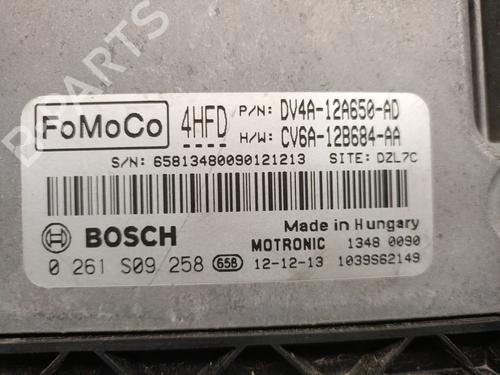 FoMoCo 4HFD P/N: DV4A-12A650-AD
H/W: CV6A-12B684-AA
S/N: 65813480090121213 SITE: DZL7C
Made in Hungary
BOSCH MOTRONIC 1348 0090
0 261 S09 258 65B 12-12-13 1039S62149